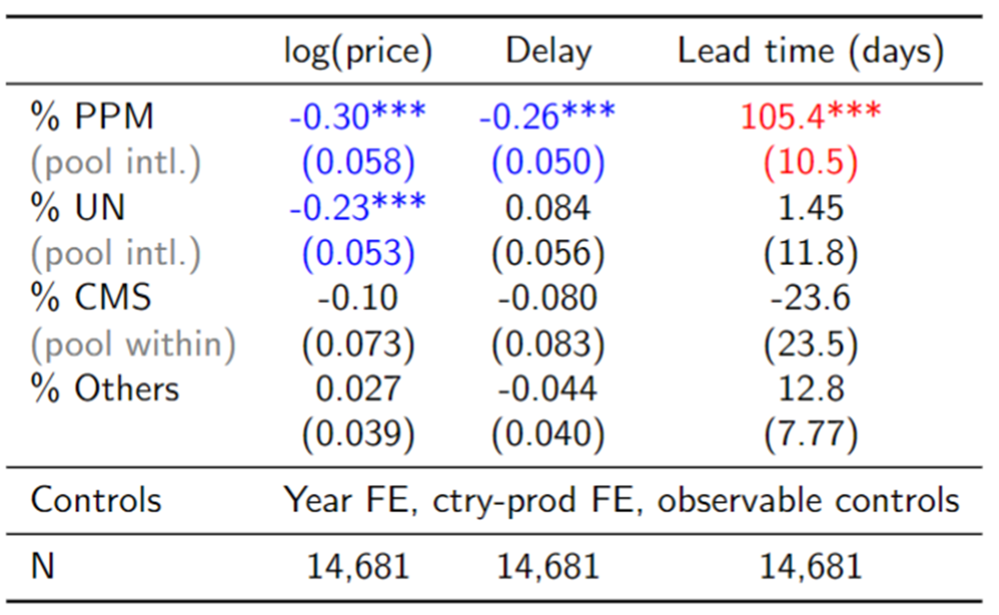 log(price) Delay Lead time (days)
% PPM -0.30*** -0.26*** 105.4***
(pool intl.) (0.058) (0.050) (10.5)
% UN -0.23*** 0.084 1.45
(pool intl.) (0.053) (0.056) (11.8)
% CMS -0.10 -0.080 -23.6
(pool within) (0.073) (0.083) (23.5)
% Others 0.027 -0.044 12.8
(0.039) (0.040) (7.77)
Controls Year FE, ctry-prod FE, observable controls
N 14,681 14,681 14,681